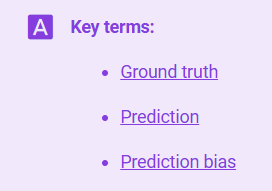 A Key terms:
Ground truth
Prediction
Prediction bias